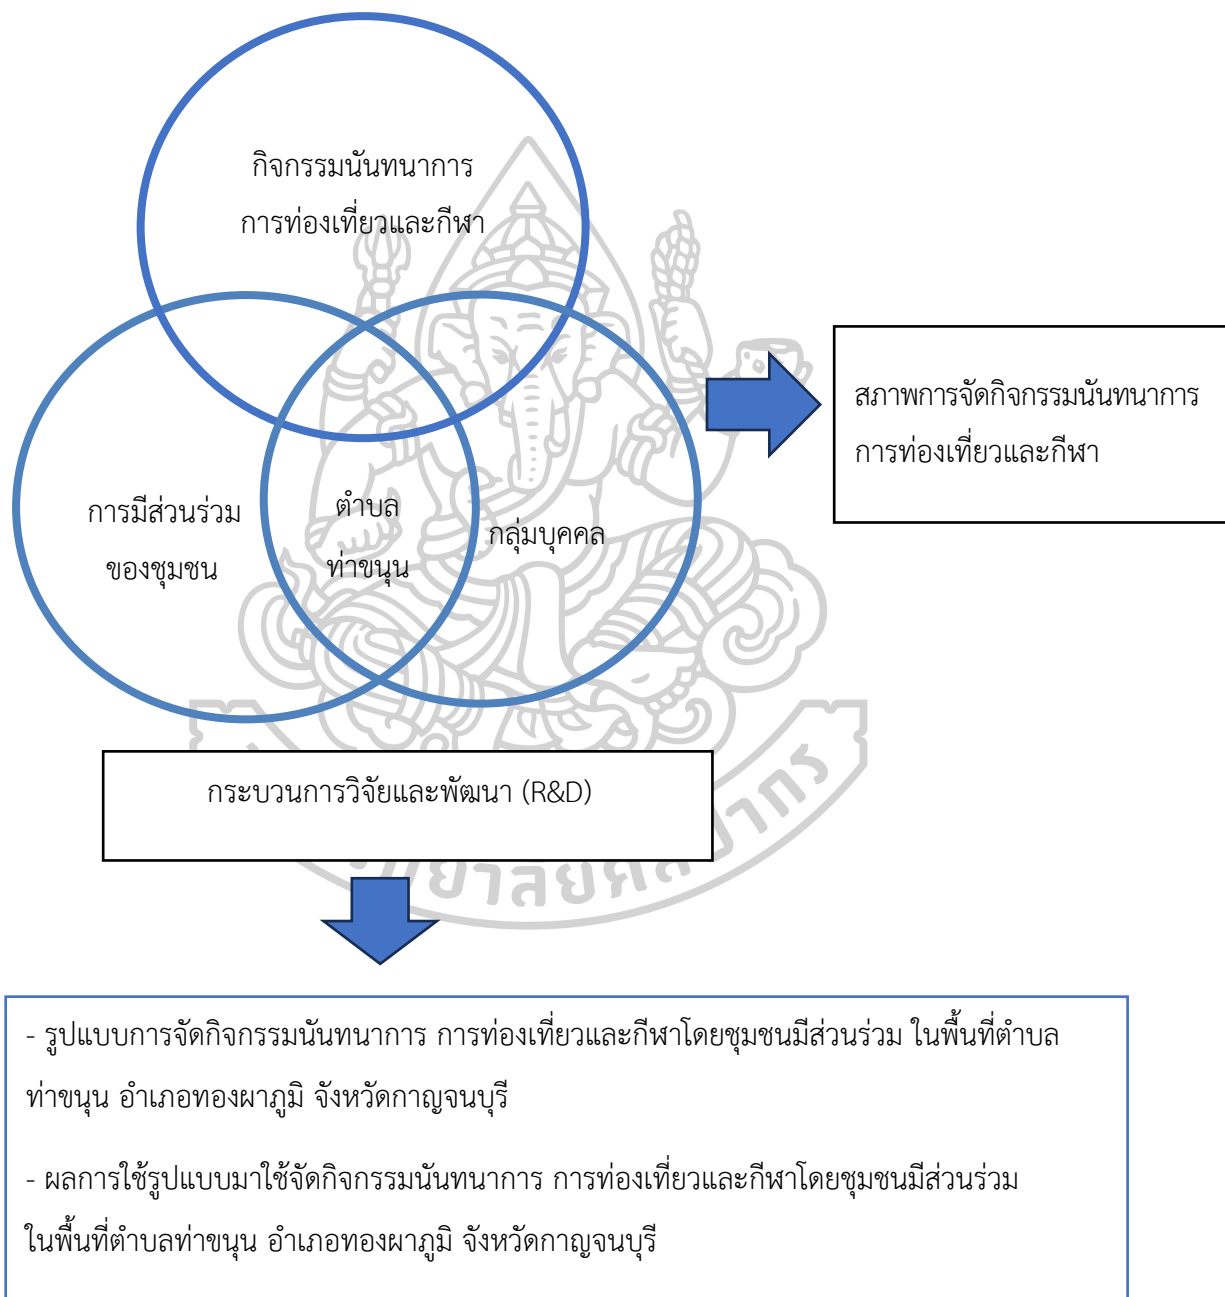 กิจกรรมนันทนาการ
การท่องเที่ยวและกีฬา
สภาพการจัดกิจกรรมนันทนาการ
การท่องเที่ยวและกีฬา
การมีส่วนร่วม
ของชุมชน
ตำบล
ท่าขนุน
กลุ่มบุคคล
กระบวนการวิจัยและพัฒนา (R&D)
- รูปแบบการจัดกิจกรรมนันทนาการ การท่องเที่ยวและกีฬาโดยชุมชนมีส่วนร่วม ในพื้นที่ตำบล
ท่าขนุน อำเภอทองผาภูมิ จังหวัดกาญจนบุรี
- ผลการใช้รูปแบบมาใช้จัดกิจกรรมนันทนาการ การท่องเที่ยวและกีฬาโดยชุมชนมีส่วนร่วม
ในพื้นที่ตำบลท่าขนุน อำเภอทองผาภูมิ จังหวัดกาญจนบุรี